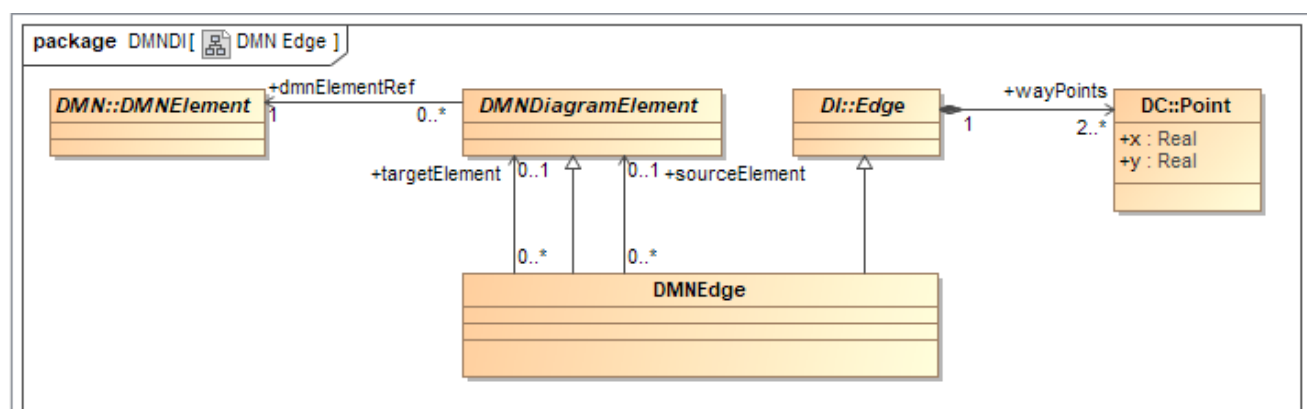 package DMNDI[ DMN Edge ]
DMN::DMNElement
+dmnElementRef
1
0..*
DMNDiagramElement
DI::Edge
1
+wayPoints
2..*
DC::Point
+x : Real
+y : Real
+targetElement
0..1
0..1
+sourceElement
0..*
0..*
DMNEdge